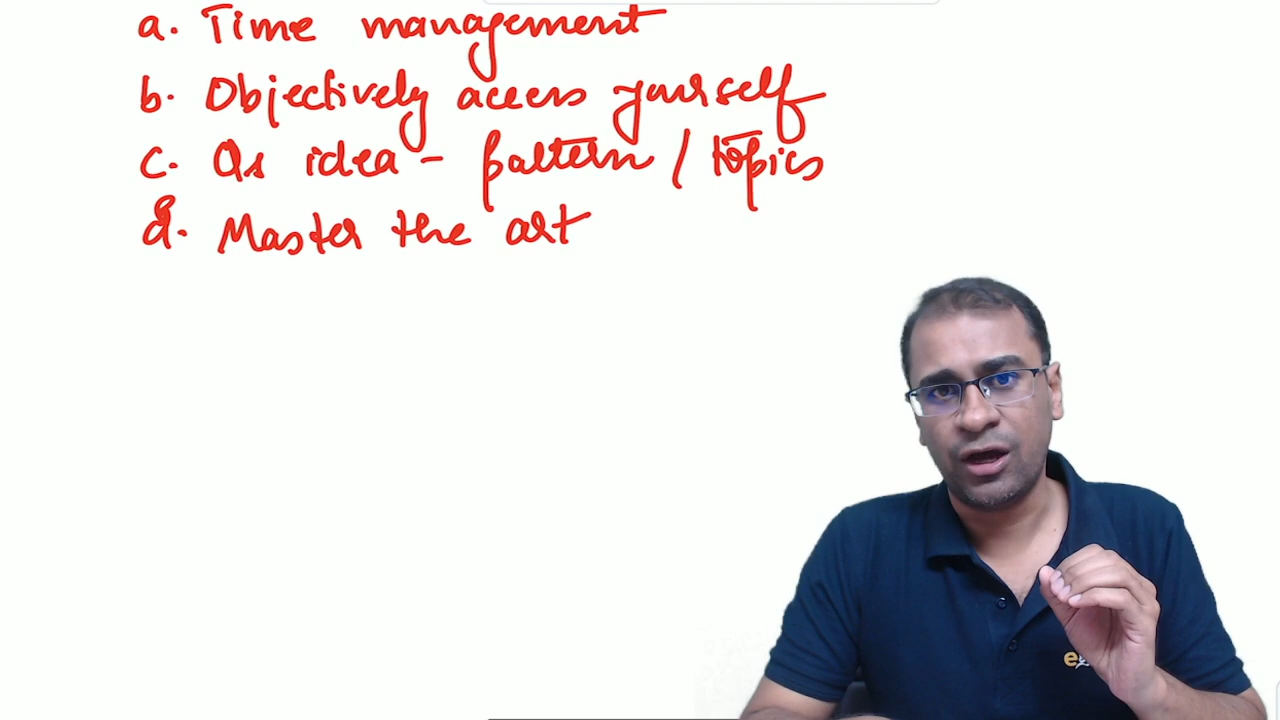 a. Time management
b. Objectively access yourself
c. Qs idea - pattern / topics
d. Master the art
e